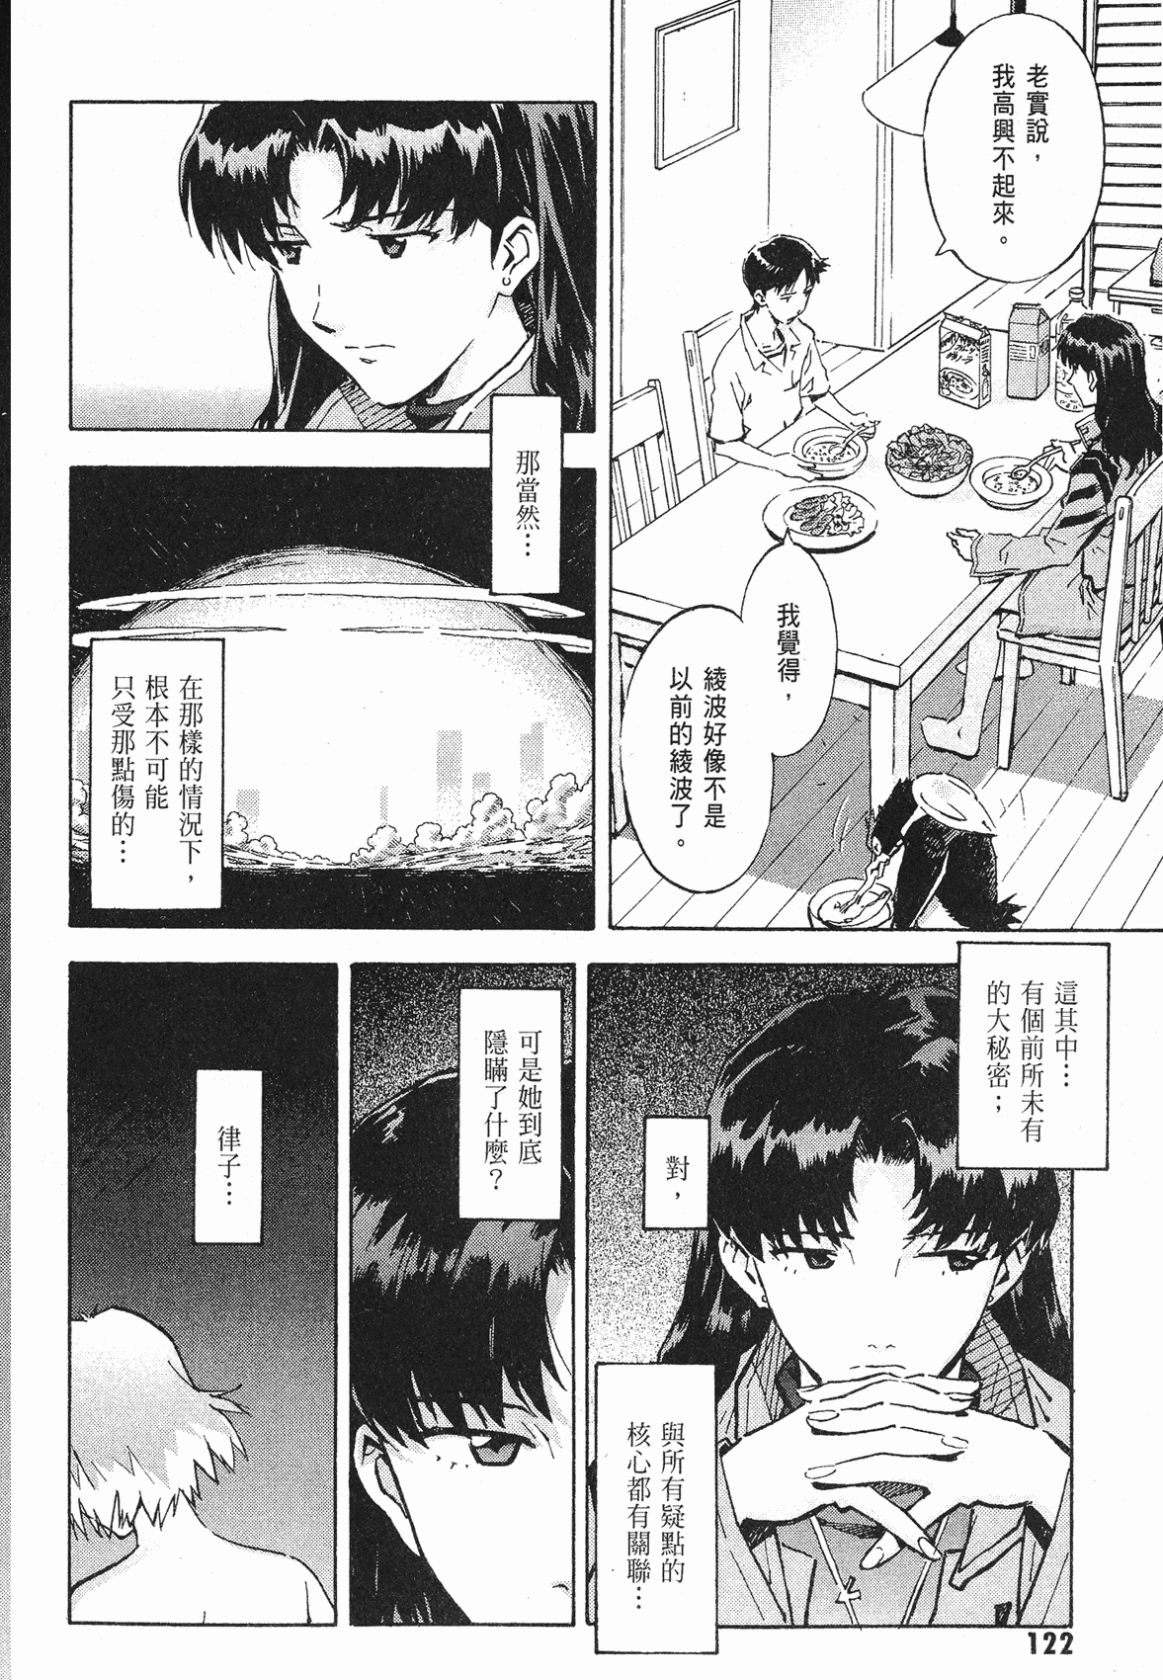 老實說，
我高興不起來。
我覺得，
綾波好像不是
以前的綾波了。
那當然…
在那樣的情況下，
根本不可能
只受那點傷的…
這其中…
有個前所未有
的大秘密；
對，
與所有疑點的
核心都有關聯…
可是她到底
隱瞞了什麼？
律子…
122